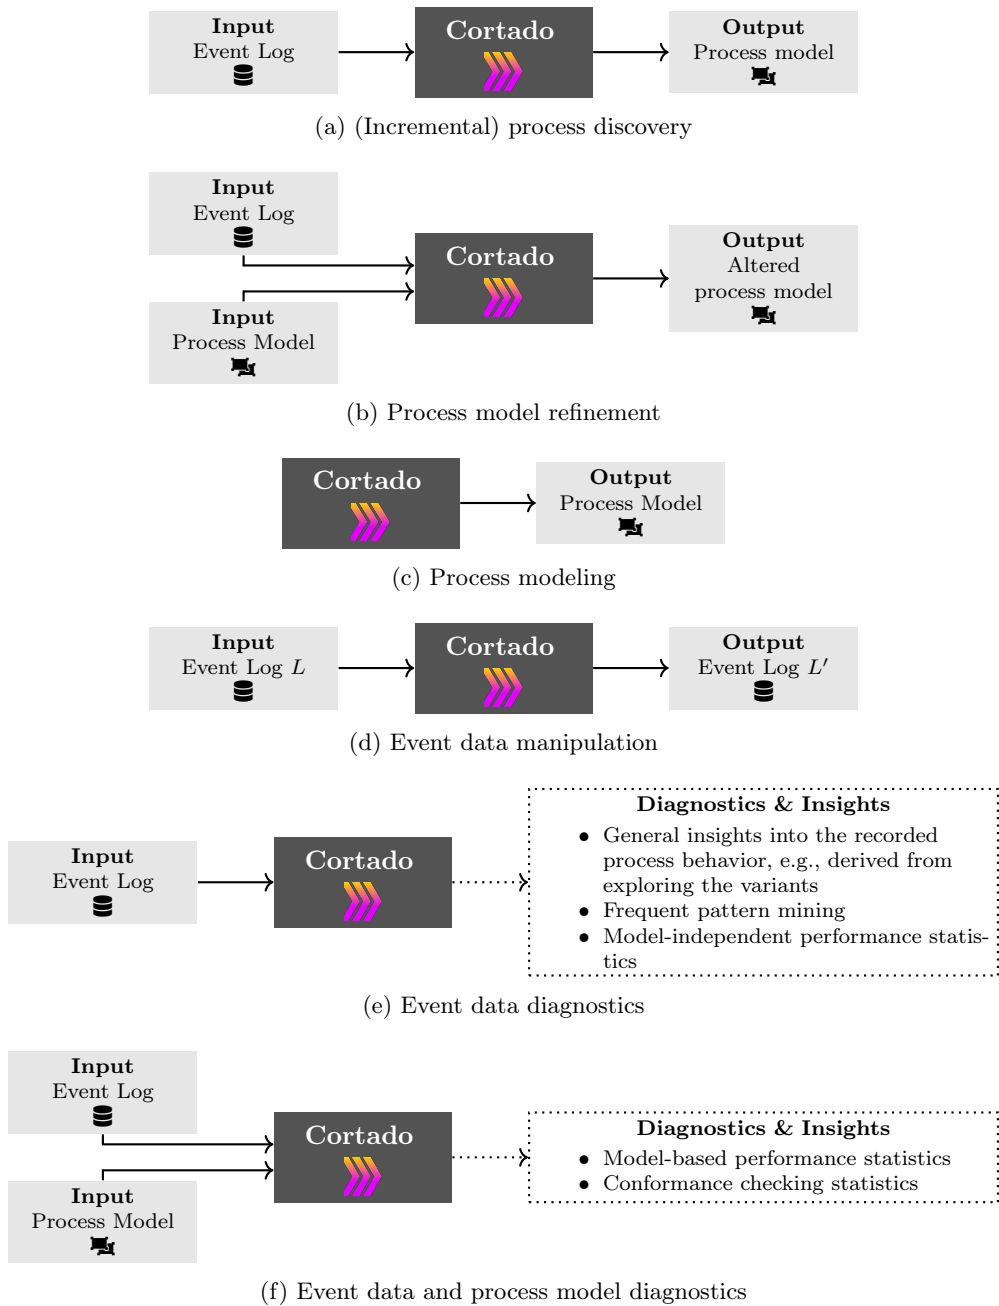 Input
Event Log
Cortado
Output
Process model
(a) (Incremental) process discovery
Input
Event Log
Input
Process Model
Cortado
Output
Altered
process model
(b) Process model refinement
Cortado
Output
Process Model
(c) Process modeling
Input
Event Log L
Cortado
Output
Event Log L′
(d) Event data manipulation
Input
Event Log
Cortado
Diagnostics & Insights
• General insights into the recorded
process behavior, e.g., derived from
exploring the variants
• Frequent pattern mining
• Model-independent performance statis-
tics
(e) Event data diagnostics
Input
Event Log
Input
Process Model
Cortado
Diagnostics & Insights
• Model-based performance statistics
• Conformance checking statistics
(f) Event data and process model diagnostics